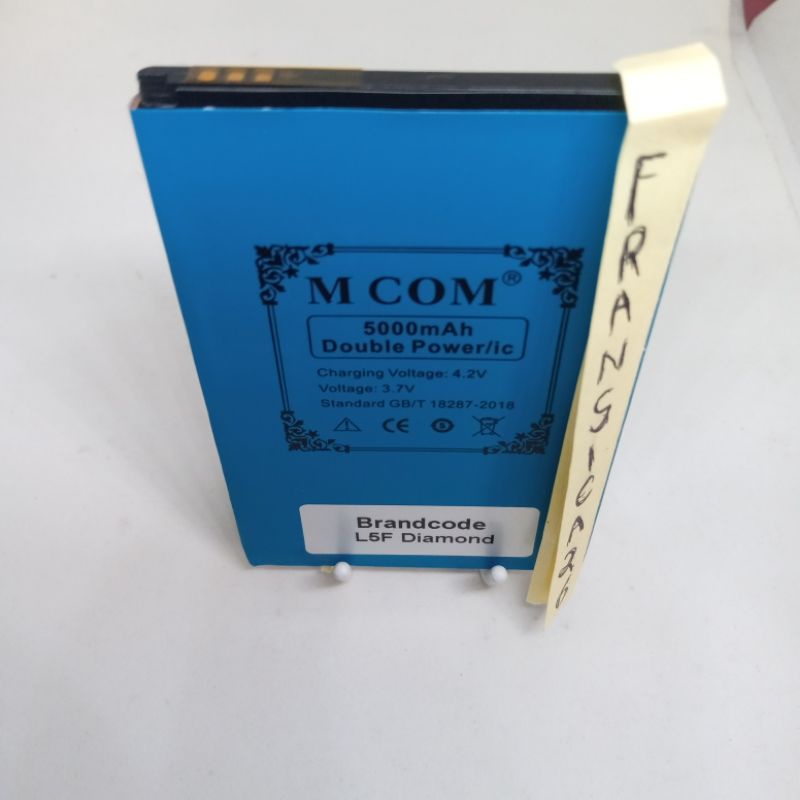 M COM®
5000mAh
Double Power/ic
Charging Voltage: 4.2V
Voltage: 3.7V
Standard GB/T 18287-2018
CE
Brandcode
L5F Diamond